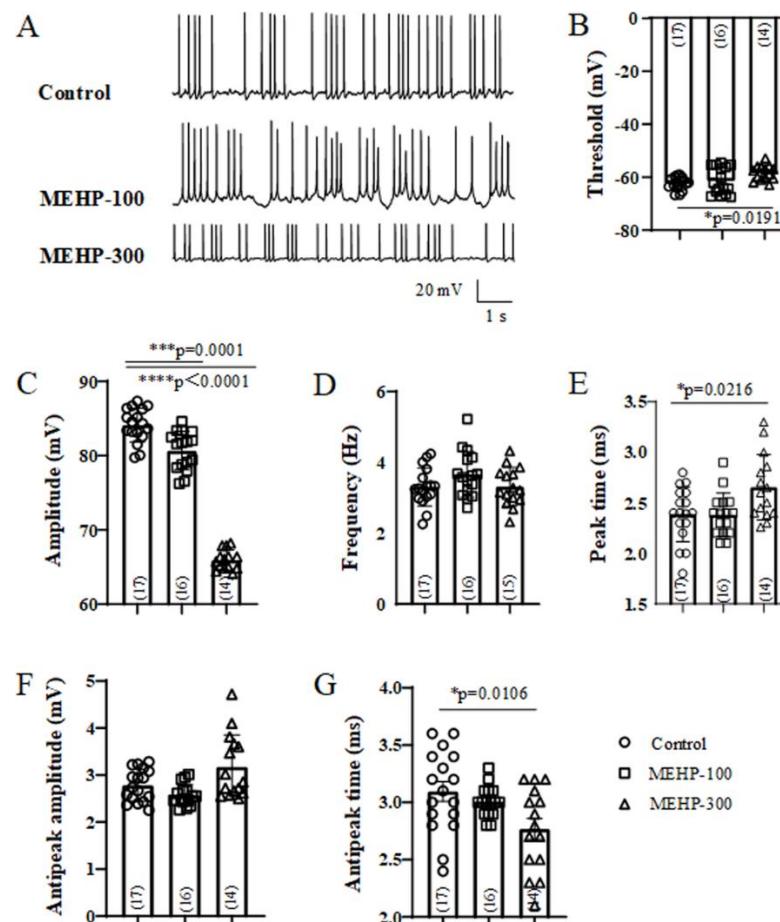 A
Control
MEHP-100
MEHP-300
20 mV
1 s
B
Threshold (mV)
0
-20
-40
-60
-80
(17)
(16)
(14)
*p=0.0191
C
***p=0.0001
****p<0.0001
Amplitude (mV)
90
80
70
60
(17)
(16)
(14)
D
Frequency (Hz)
6
4
2
0
(17)
(16)
(15)
E
*p=0.0216
Peak time (ms)
3.5
3.0
2.5
2.0
1.5
(17)
(16)
(14)
F
Antipeak amplitude (mV)
5
4
3
2
1
0
(17)
(16)
(14)
G
*p=0.0106
Antipeak time (ms)
4.0
3.5
3.0
2.5
2.0
(17)
(16)
(14)
Control
MEHP-100
MEHP-300